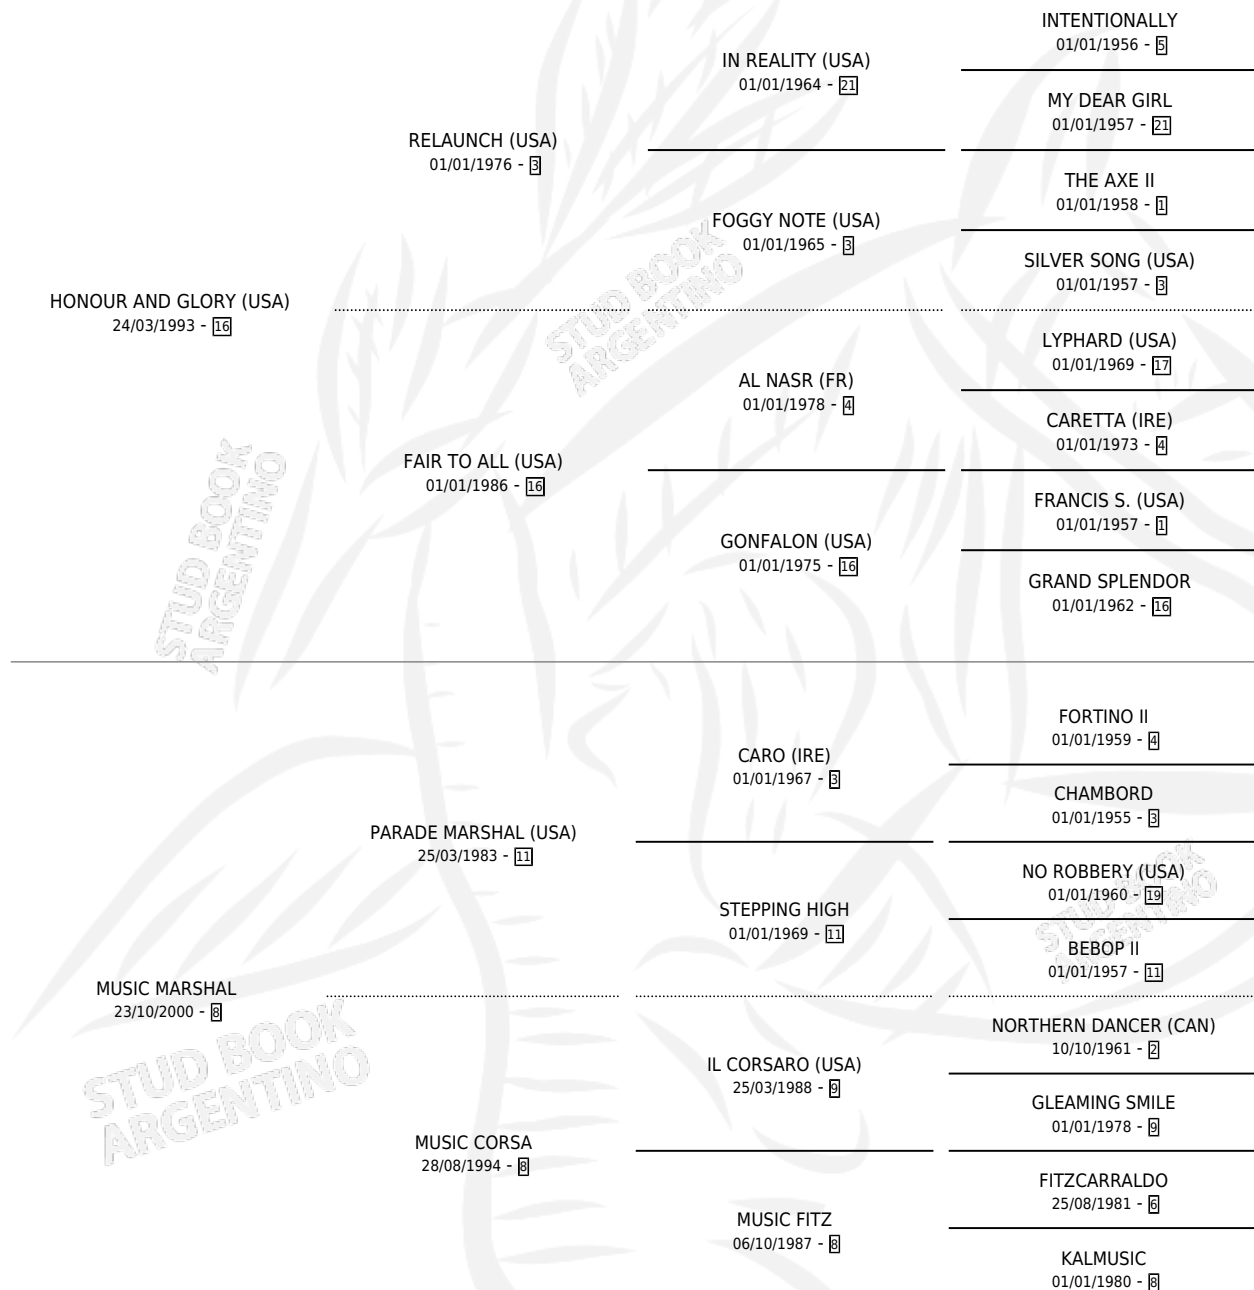 INTENTIONALLY
01/01/1956 - 5
IN REALITY (USA)
01/01/1964 - 21
MY DEAR GIRL
01/01/1957 - 21
RELAUNCH (USA)
01/01/1976 - 3
THE AXE II
01/01/1958 - 1
FOGGY NOTE (USA)
01/01/1965 - 3
SILVER SONG (USA)
01/01/1957 - 3
HONOUR AND GLORY (USA)
24/03/1993 - 16
LYPHARD (USA)
01/01/1969 - 17
AL NASR (FR)
01/01/1978 - 4
CARETTA (IRE)
01/01/1973 - 4
FAIR TO ALL (USA)
01/01/1986 - 16
FRANCIS S. (USA)
01/01/1957 - 1
GONFALON (USA)
01/01/1975 - 16
GRAND SPLENDOR
01/01/1962 - 16
FORTINO II
01/01/1959 - 4
CARO (IRE)
01/01/1967 - 3
CHAMBORD
01/01/1955 - 3
PARADE MARSHAL (USA)
25/03/1983 - 11
NO ROBBERY (USA)
01/01/1960 - 19
STEPPING HIGH
01/01/1969 - 11
BEBOP II
01/01/1957 - 11
MUSIC MARSHAL
23/10/2000 - 8
NORTHERN DANCER (CAN)
10/10/1961 - 2
IL CORSARO (USA)
25/03/1988 - 9
GLEAMING SMILE
01/01/1978 - 9
MUSIC CORSA
28/08/1994 - 8
FITZCARRALDO
25/08/1981 - 6
MUSIC FITZ
06/10/1987 - 8
KALMUSIC
01/01/1980 - 8
STUD BOOK
ARGENTINO
STUD BOOK
ARGENTINO
STUD BOOK
ARGENTINO
STUD BOOK
ARGENTINO